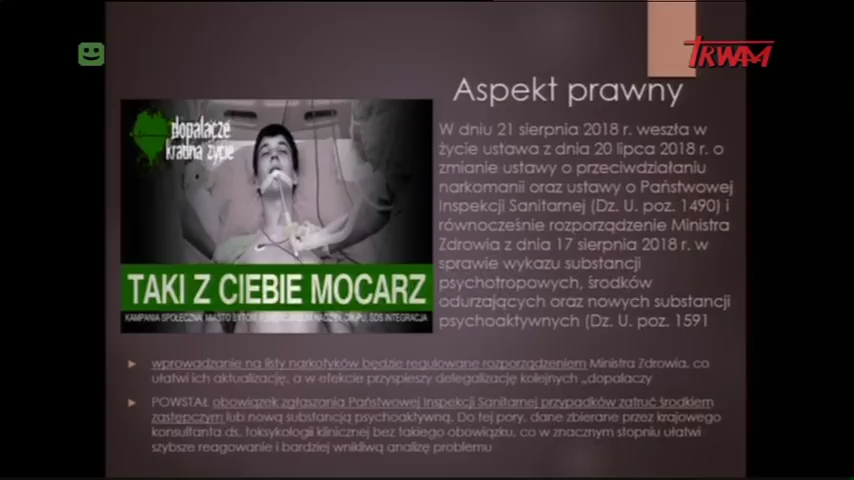 TRWAM
Aspekt prawny
dopalacze
kradną życie
TAKI Z CIEBIE MOCARZ
KAMPANIA SPOŁECZNA: MIASTO BYTOM
SDS INTEGRACJA
W dniu 21 sierpnia 2018 r. weszła w
życie ustawa z dnia 20 lipca 2018 r. o
zmianie ustawy o przeciwdziałaniu
narkomanii oraz ustawy o Państwowej
Inspekcji Sanitarnej (Dz. U. poz. 1490) i
równocześnie rozporządzenie Ministra
Zdrowia z dnia 17 sierpnia 2018 r. w
sprawie wykazu substancji
psychotropowych, środków
odurzających oraz nowych substancji
psychoaktywnych (Dz. U. poz. 1591
wprowadzanie na listy narkotyków będzie regulowane rozporządzeniem Ministra Zdrowia, co
ułatwi ich aktualizację, a w efekcie przyspieszy delegalizację kolejnych „dopalaczy
POWSTAŁ obowiązek zgłaszania Państwowej Inspekcji Sanitarnej przypadków zatruć środkiem
zastępczym lub nową substancją psychoaktywną. Do tej pory, dane zbierane przez krajowego
konsultanta ds. toksykologii klinicznej bez takiego obowiązku, co w znacznym stopniu ułatwi
szybsze reagowanie i bardziej wnikliwą analizę problemu